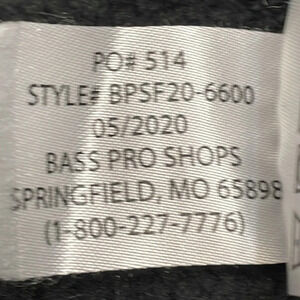 PO# 514
STYLE# BPSF20-6600
05/2020
BASS PRO SHOPS
SPRINGFIELD, MO 65898
(1-800-227-7776)